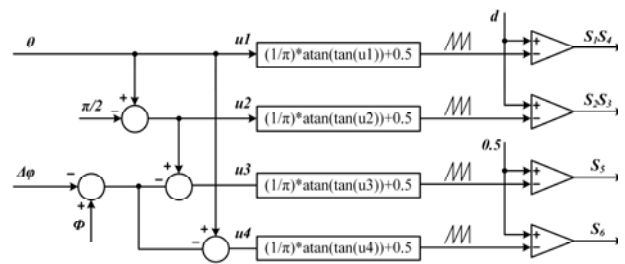 θ u1 (1/π)*atan(tan(u1))+0.5 d + − S₁S₄
π/2 − + u2 (1/π)*atan(tan(u2))+0.5 + − S₂S₃
Δφ − + Φ − + u3 (1/π)*atan(tan(u3))+0.5 0.5 + − S₅
− + u4 (1/π)*atan(tan(u4))+0.5 + − S₆